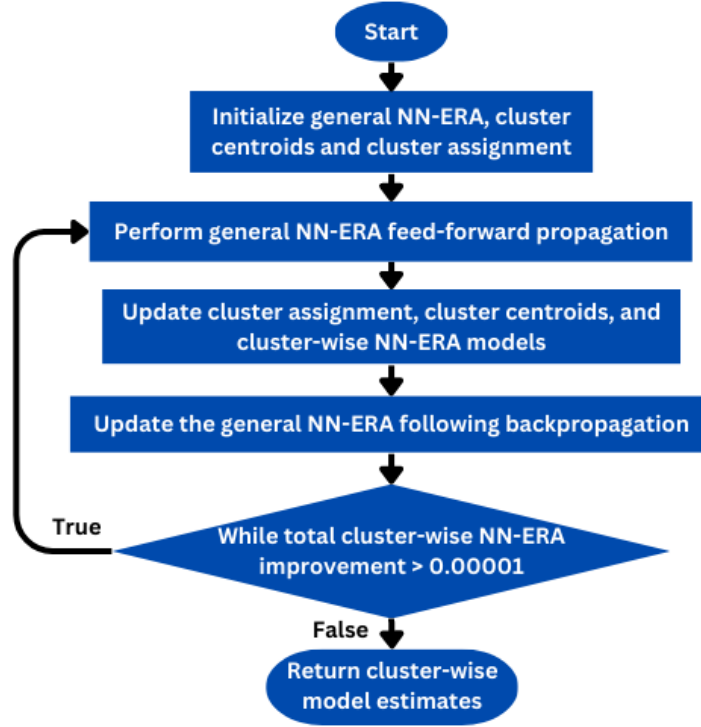 Start
Initialize general NN-ERA, cluster
centroids and cluster assignment
Perform general NN-ERA feed-forward propagation
Update cluster assignment, cluster centroids, and
cluster-wise NN-ERA models
Update the general NN-ERA following backpropagation
True
While total cluster-wise NN-ERA
improvement > 0.00001
False
Return cluster-wise
model estimates